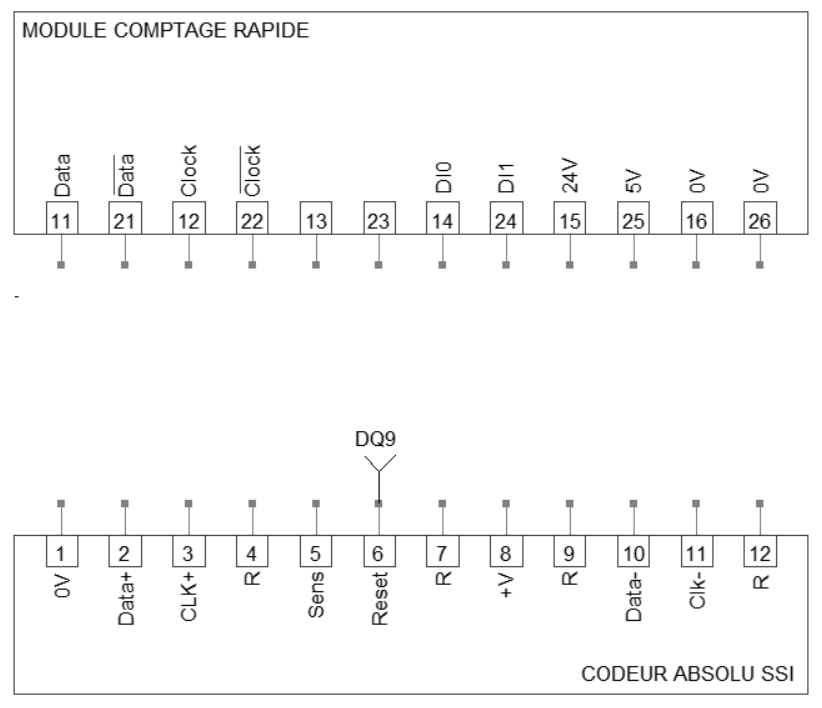 MODULE COMPTAGE RAPIDE
Data Data Clock Clock DI0 DI1 24V 5V 0V 0V
11 21 12 22 13 23 14 24 15 25 16 26
-
DQ9
1 2 3 4 5 6 7 8 9 10 11 12
0V Data+ CLK+ R Sens Reset R +V R Data- Clk- R
CODEUR ABSOLU SSI